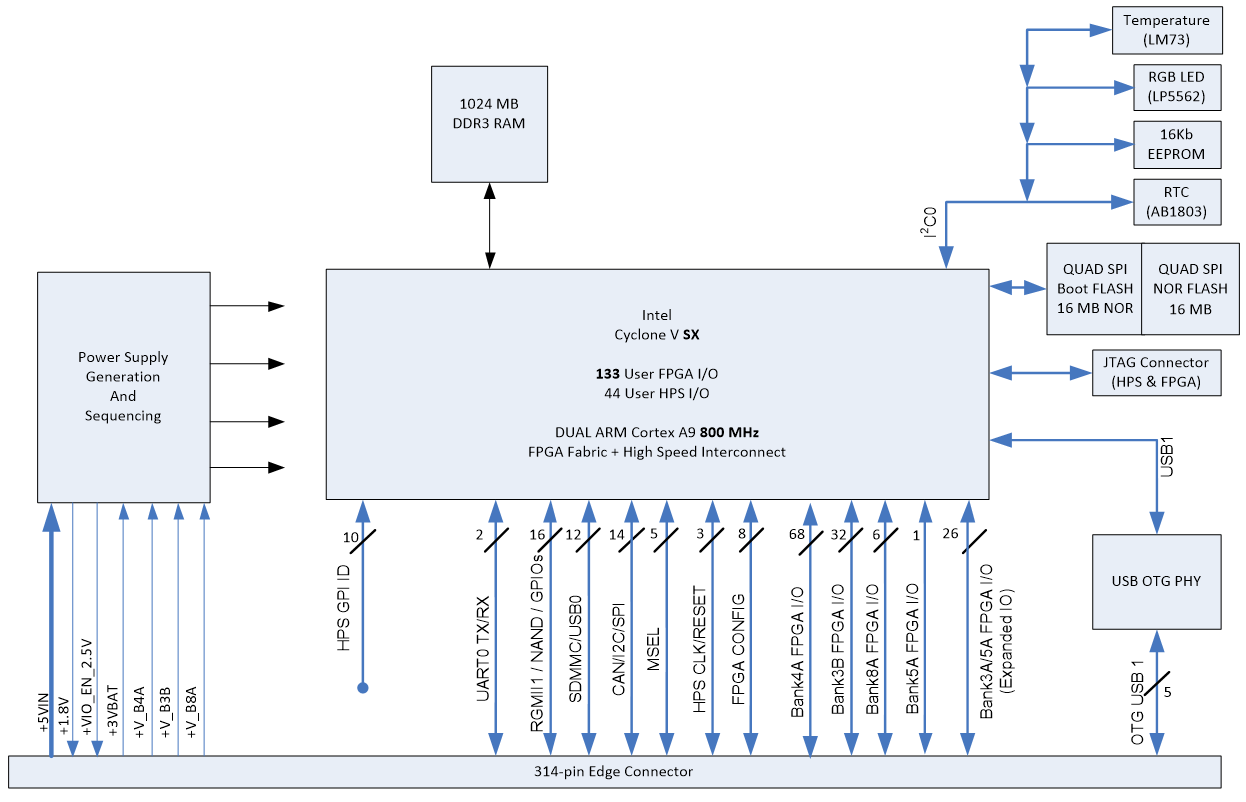 Temperature
(LM73)
RGB LED
(LP5562)
16Kb
EEPROM
RTC
(AB1803)
I2C0
1024 MB
DDR3 RAM
QUAD SPI
Boot FLASH
16 MB NOR
QUAD SPI
NOR FLASH
16 MB
JTAG Connector
(HPS & FPGA)
Power Supply
Generation
And
Sequencing
Intel
Cyclone V SX
133 User FPGA I/O
44 User HPS I/O
DUAL ARM Cortex A9 800 MHz
FPGA Fabric + High Speed Interconnect
USB1
USB OTG PHY
OTG USB 1
5
+5VIN
+1.8V
+VIO_EN_2.5V
+3VBAT
+V_B4A
+V_B3B
+V_B8A
10
HPS GPI ID
2
UART0 TX/RX
16
RGMII1 / NAND / GPIOs
12
SDMMC/USB0
14
CAN/I2C/SPI
5
MSEL
3
HPS CLK/RESET
8
FPGA CONFIG
68
Bank4A FPGA I/O
32
Bank3B FPGA I/O
6
Bank8A FPGA I/O
1
Bank5A FPGA I/O
26
Bank3A/5A FPGA I/O
(Expanded IO)
314-pin Edge Connector